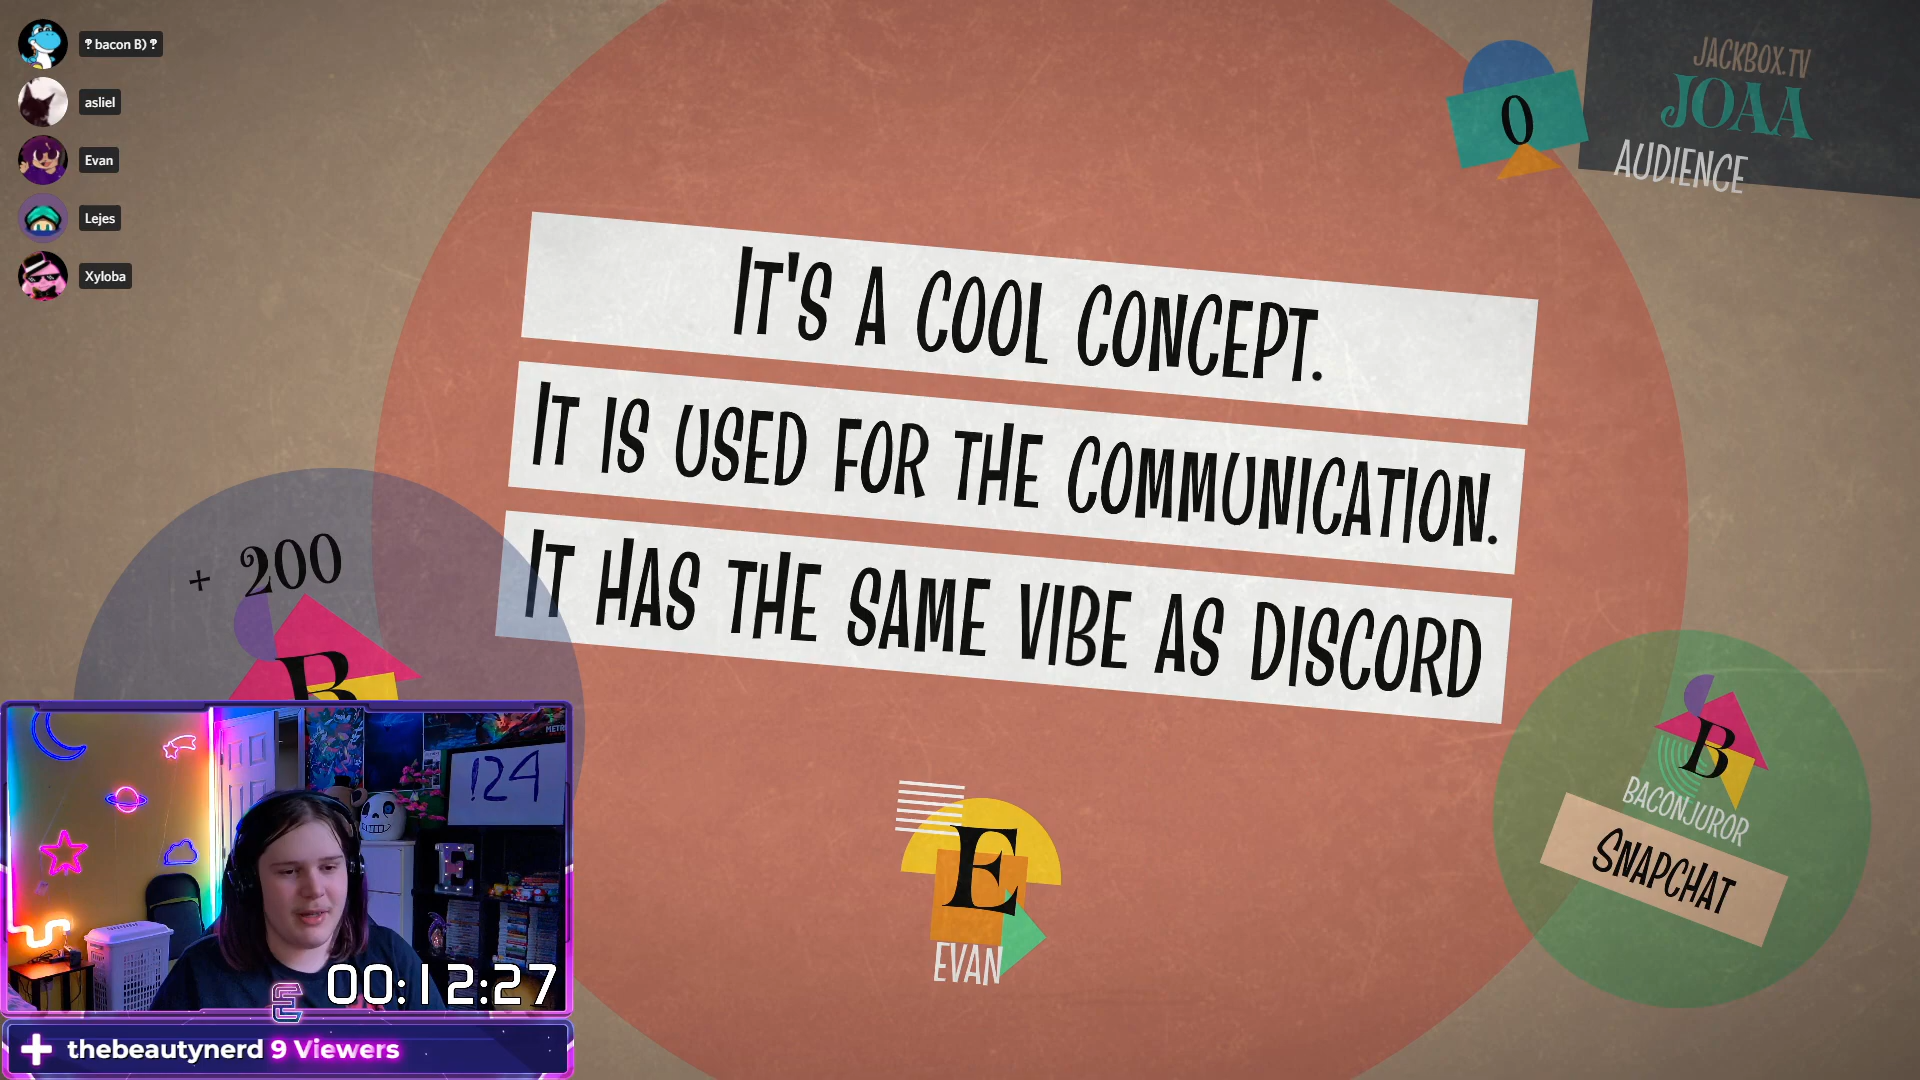 ‽ bacon B) ‽
asliel
Evan
Lejes
Xyloba
JACKBOX.TV
JOAA
AUDIENCE
0
IT'S A COOL CONCEPT.
IT IS USED FOR THE COMMUNICATION.
IT HAS THE SAME VIBE AS DISCORD
+ 200
B
B
BACONJUROR
SNAPCHAT
E
EVAN
!24
E
00:12:27
thebeautynerd 9 Viewers